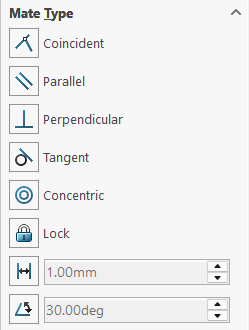 Mate Type
Coincident
Parallel
Perpendicular
Tangent
Concentric
Lock
1.00mm
30.00deg